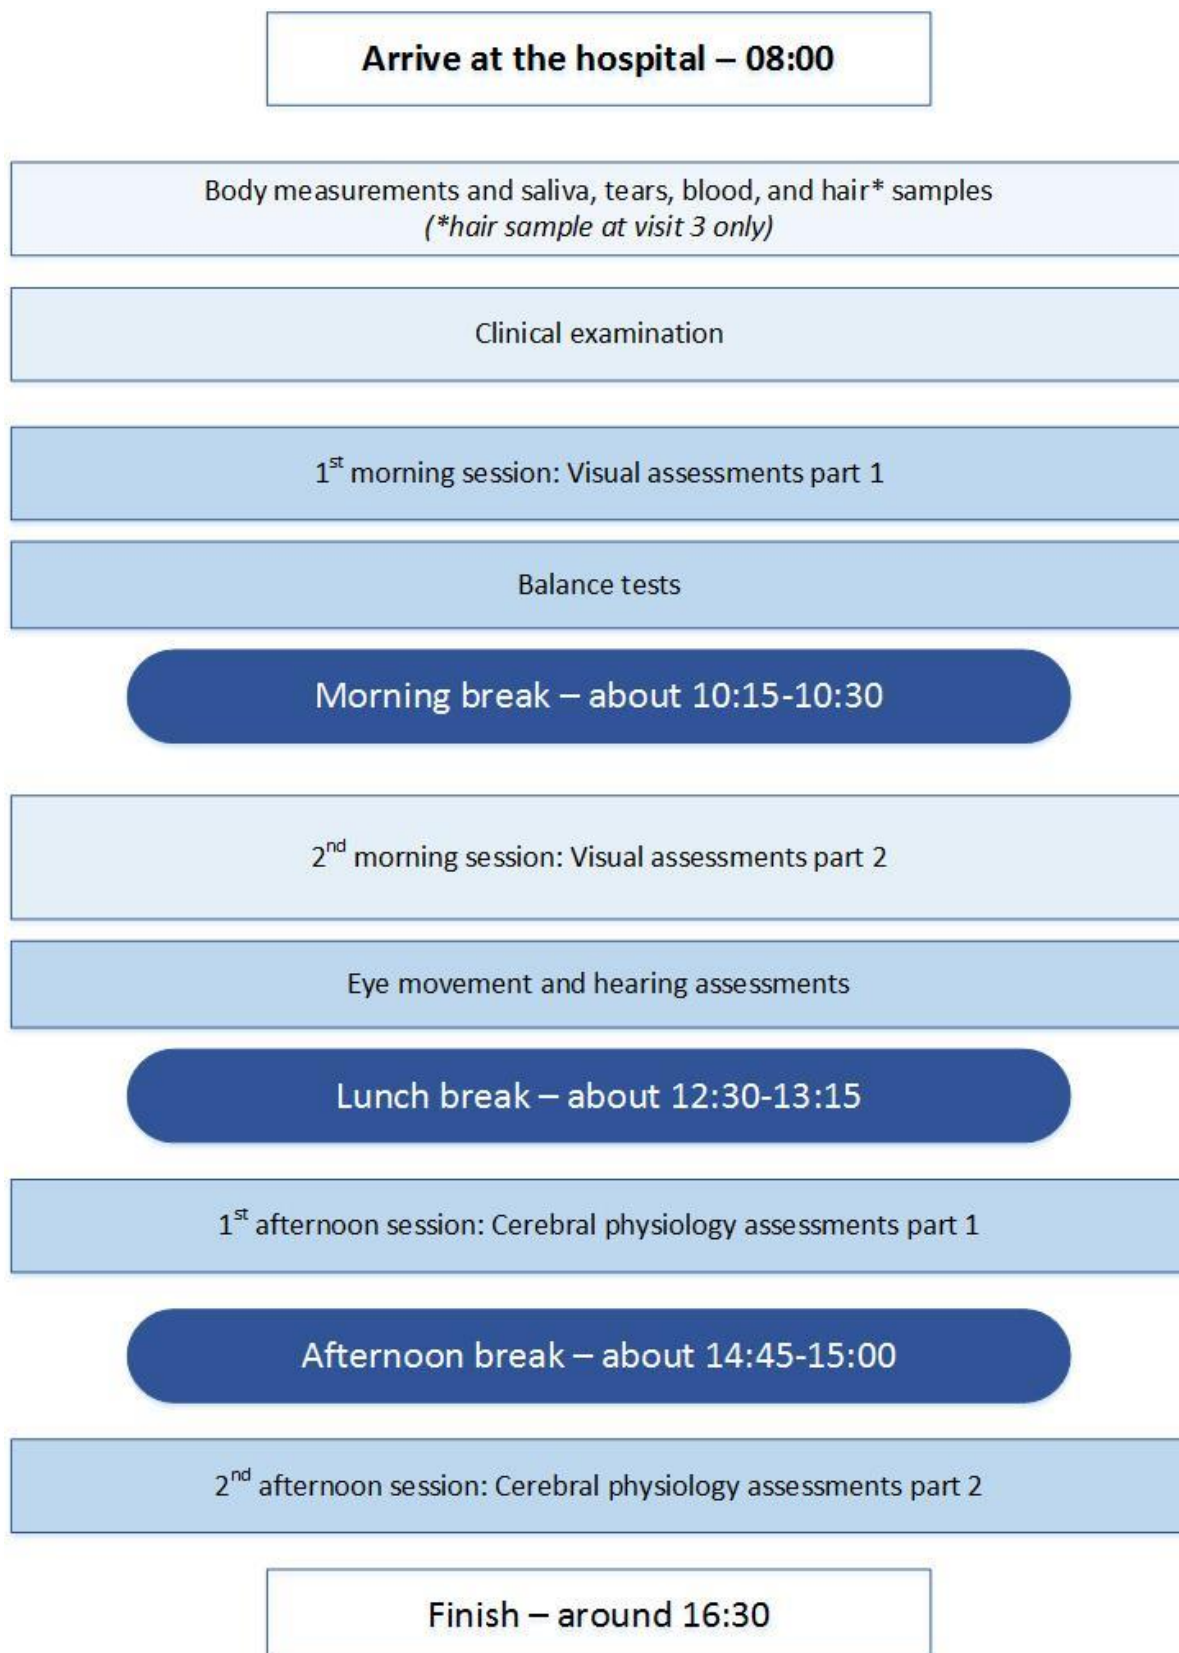 Arrive at the hospital – 08:00
Body measurements and saliva, tears, blood, and hair* samples
(*hair sample at visit 3 only)
Clinical examination
1st morning session: Visual assessments part 1
Balance tests
Morning break – about 10:15-10:30
2nd morning session: Visual assessments part 2
Eye movement and hearing assessments
Lunch break – about 12:30-13:15
1st afternoon session: Cerebral physiology assessments part 1
Afternoon break – about 14:45-15:00
2nd afternoon session: Cerebral physiology assessments part 2
Finish – around 16:30